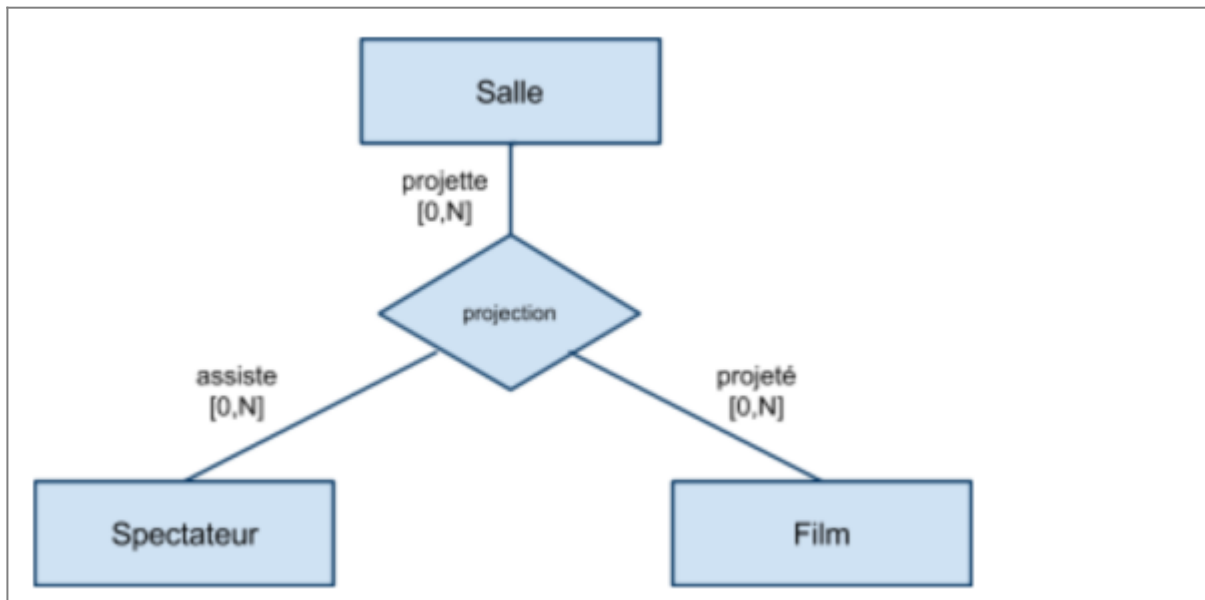 Salle
projette
[0,N]
projection
assiste
[0,N]
projeté
[0,N]
Spectateur
Film